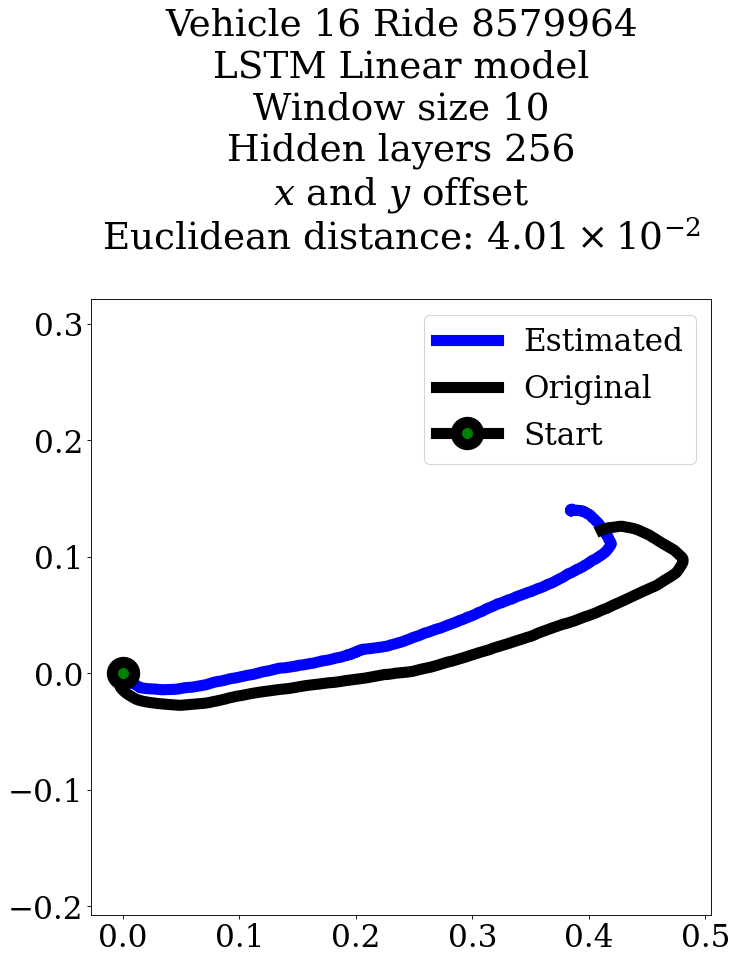 Vehicle 16 Ride 8579964
LSTM Linear model
Window size 10
Hidden layers 256
x and y offset
Euclidean distance: 4.01 × 10⁻²
Estimated
Original
Start
0.3
0.2
0.1
0.0
−0.1
−0.2
0.0 0.1 0.2 0.3 0.4 0.5